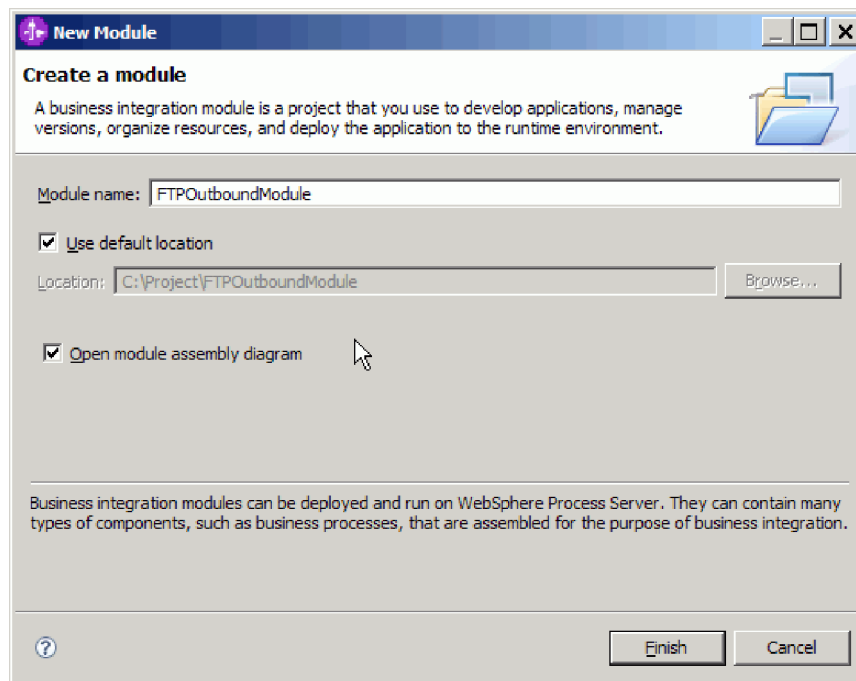 New Module
Create a module
A business integration module is a project that you use to develop applications, manage
versions, organize resources, and deploy the application to the runtime environment.
Module name: FTPOutboundModule
Use default location
Location: C:\Project\FTPOutboundModule Browse...
Open module assembly diagram
Business integration modules can be deployed and run on WebSphere Process Server. They can contain many
types of components, such as business processes, that are assembled for the purpose of business integration.
? Finish Cancel